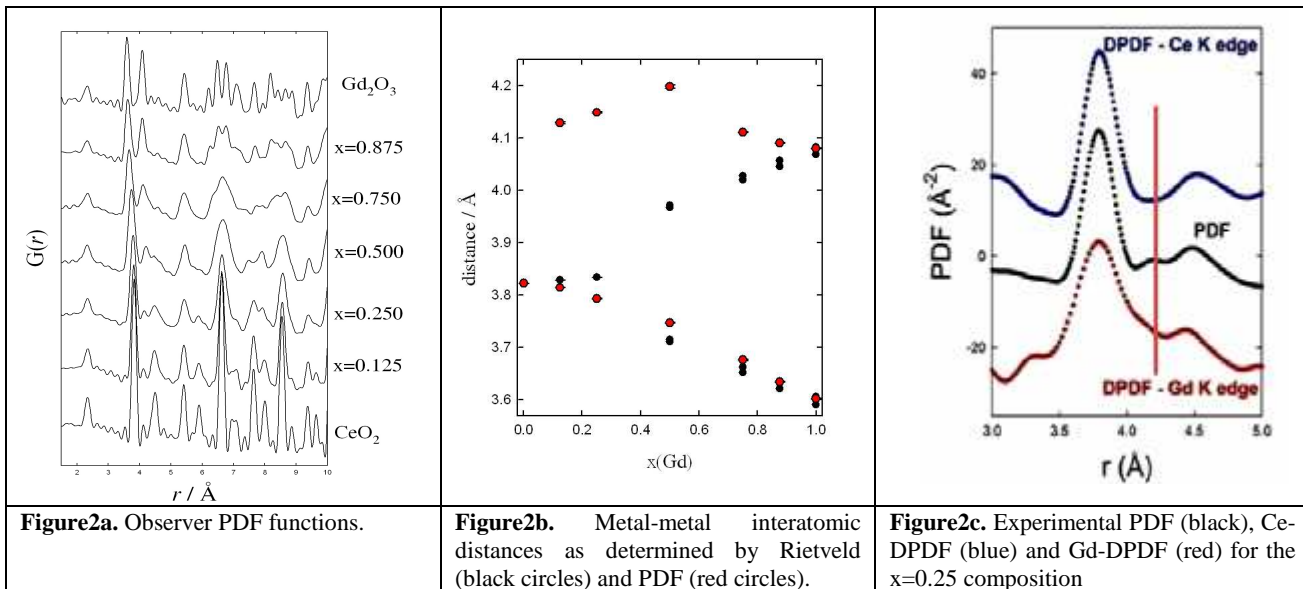 Gd2O3
x=0.875
x=0.750
x=0.500
x=0.250
x=0.125
CeO2
G(r)
2 3 4 5 6 7 8 9 10
r / Å
4.2
4.1
4.0
3.9
3.8
3.7
3.6
distance / Å
0.0 0.2 0.4 0.6 0.8 1.0
x(Gd)
DPDF - Ce K edge
40
20
PDF
0
-20
PDF (Å-2)
DPDF - Gd K edge
3.0 3.5 4.0 4.5 5.0
r (Å)
Figure2a. Observer PDF functions.
Figure2b. Metal-metal interatomic
distances as determined by Rietveld
(black circles) and PDF (red circles).
Figure2c. Experimental PDF (black), Ce-
DPDF (blue) and Gd-DPDF (red) for the
x=0.25 composition